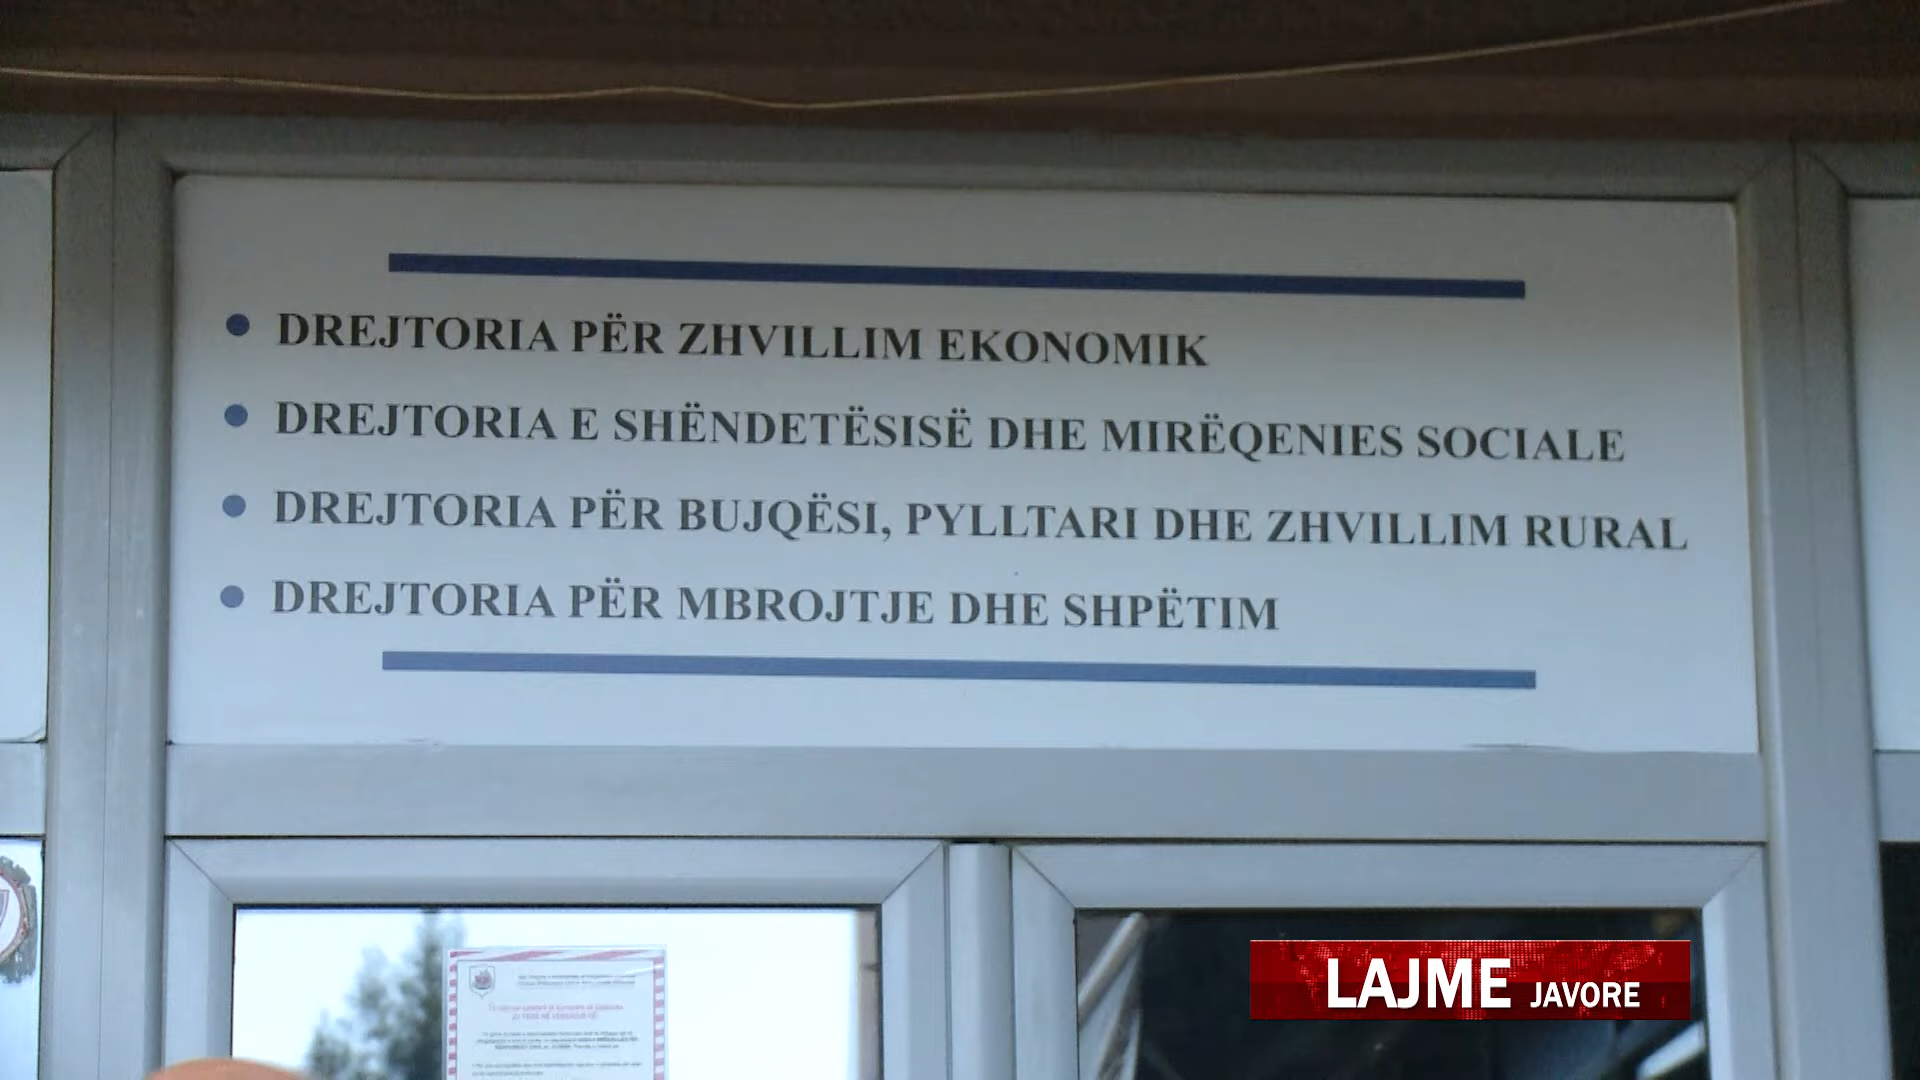 DREJTORIA PËR ZHVILLIM EKONOMIK
DREJTORIA E SHËNDETËSISË DHE MIRËQENIES SOCIALE
DREJTORIA PËR BUJQËSI, PYLLTARI DHE ZHVILLIM RURAL
DREJTORIA PËR MBROJTJE DHE SHPËTIM
LAJME JAVORE